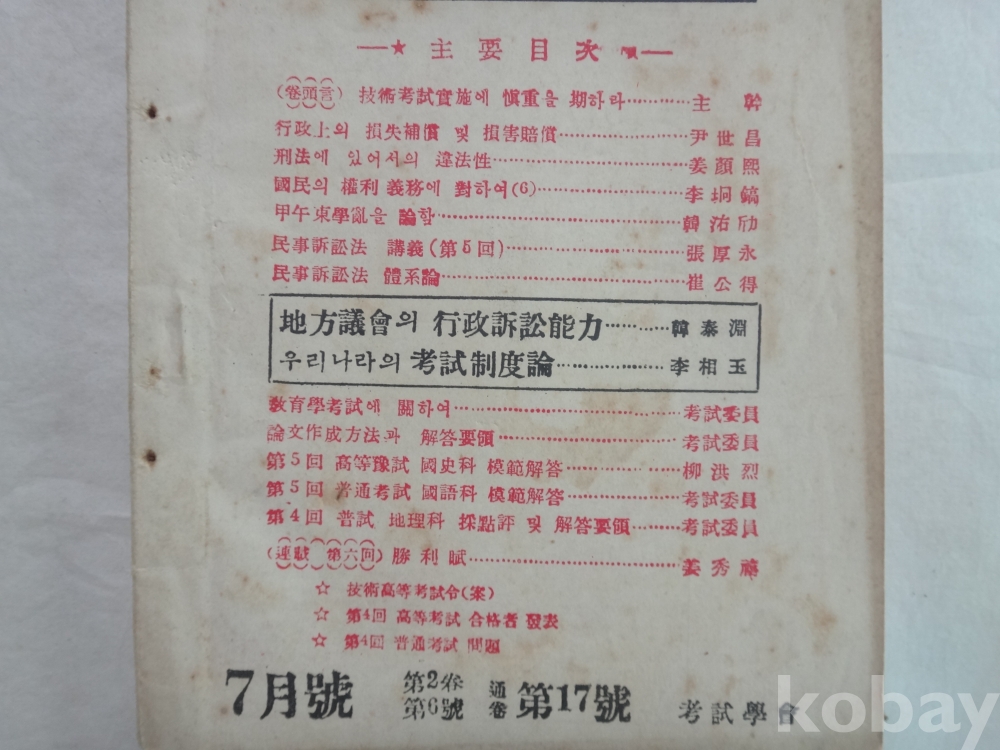 ★ 主要目次
(卷頭言) 技術考試實施에 愼重을 期하라…………主幹
行政上의 損失補償 및 損害賠償…………尹世昌
刑法에 있어서의 違法性…………姜顔熙
國民의 權利義務에 對하여(6)…………李坰鎬
甲午東學亂을 論함…………韓㳓劤
民事訴訟法 講義(第5回)…………張厚永
民事訴訟法 體系論…………崔公得
地方議會의 行政訴訟能力…………韓泰淵
우리나라의 考試制度論…………李相玉
敎育學考試에 關하여…………考試委員
論文作成方法과 解答要領…………考試委員
第5回 高等豫試 國史科 模範解答…………柳洪烈
第5回 普通考試 國語科 模範解答…………考試委員
第4回 普試 地理科 採點評 및 解答要領…………考試委員
(連載 第六回) 勝利賦…………姜秀
☆ 技術高等考試令(案)
☆ 第4回 高等考試 合格者 發表
☆ 第4回 普通考試 問題
7月號 第2卷 第6號 通卷 第17號 考試學會
kobay